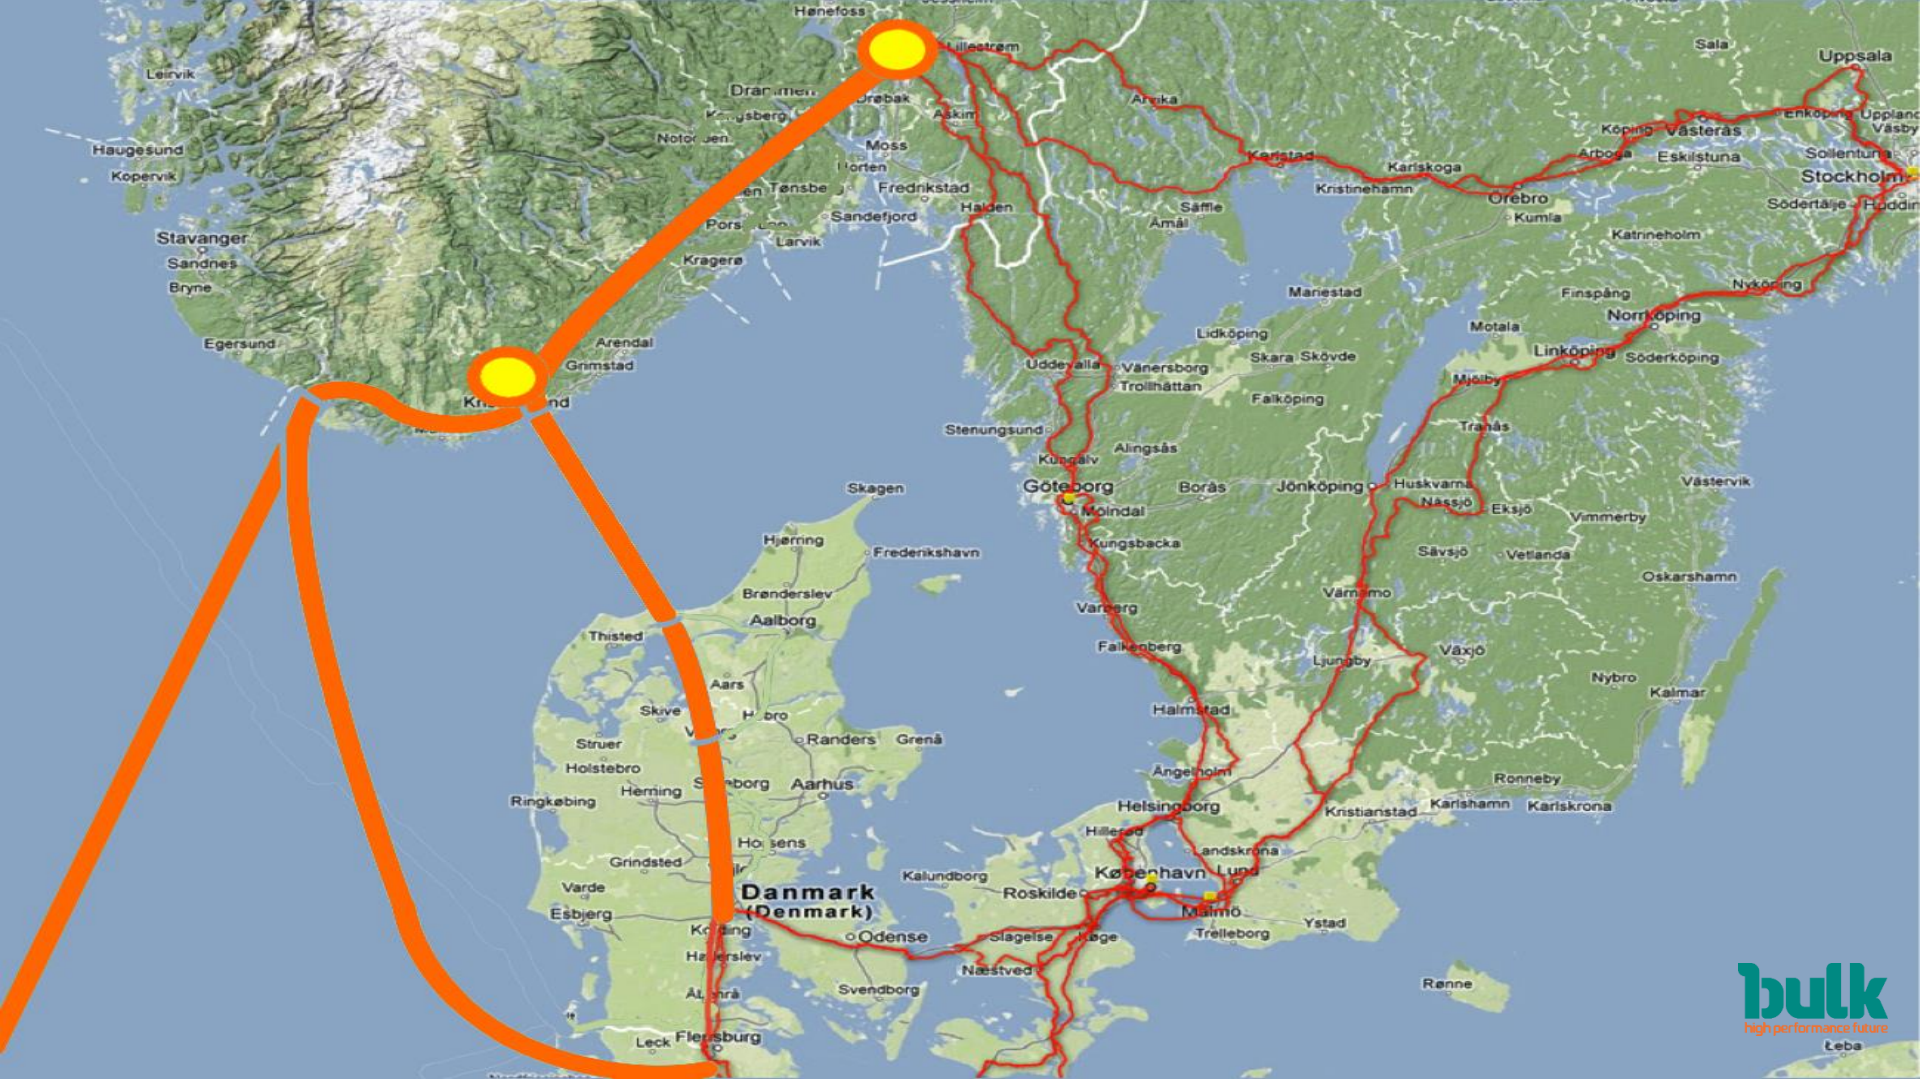 Hønefoss
Jessheim
Leirvik
Lillestrøm
Sala
Uppsala
Drøbak
Askim
Arvika
Enköping
Uppland
Väsby
Haugesund
Kopervik
Moss
Horten
Tønsbe
Fredrikstad
Halden
Sandefjord
Larvik
Kragerø
Köping
Västerås
Arboga
Eskilstuna
Sollentuna
Stockholm
Karlstad
Karlskoga
Kristinehamn
Örebro
Kumla
Södertälje
Huddin
Säffle
Åmål
Katrineholm
Stavanger
Sandnes
Bryne
Mariestad
Finspång
Nyköping
Norrköping
Egersund
Arendal
Grimstad
Lidköping
Motala
Skara
Skövde
Linköping
Söderköping
Uddevalla
Vänersborg
Trollhättan
Mjölby
Falköping
Stenungsund
Tranås
Alingsås
Kungälv
Göteborg
Borås
Jönköping
Huskvarna
Västervik
Skagen
Nässjö
Eksjö
Mölndal
Vimmerby
Hjørring
Frederikshavn
Kungsbacka
Sävsjö
Vetlanda
Oskarshamn
Brønderslev
Aalborg
Varberg
Värnamo
Thisted
Falkenberg
Ljungby
Växjö
Nybro
Kalmar
Aars
Skive
Halmstad
Struer
Randers
Grenå
Holstebro
Ängelholm
Ronneby
Herning
Aarhus
Ringkøbing
Helsingborg
Kristianstad
Karlshamn
Karlskrona
Hillerød
Landskrona
Grindsted
Kalundborg
København
Lund
Varde
Danmark
(Denmark)
Roskilde
Malmö
Esbjerg
Ystad
Trelleborg
Odense
Slagelse
Køge
Næstved
Svendborg
Rønne
Leck
Flensburg
bulk
high performance future
Łeba